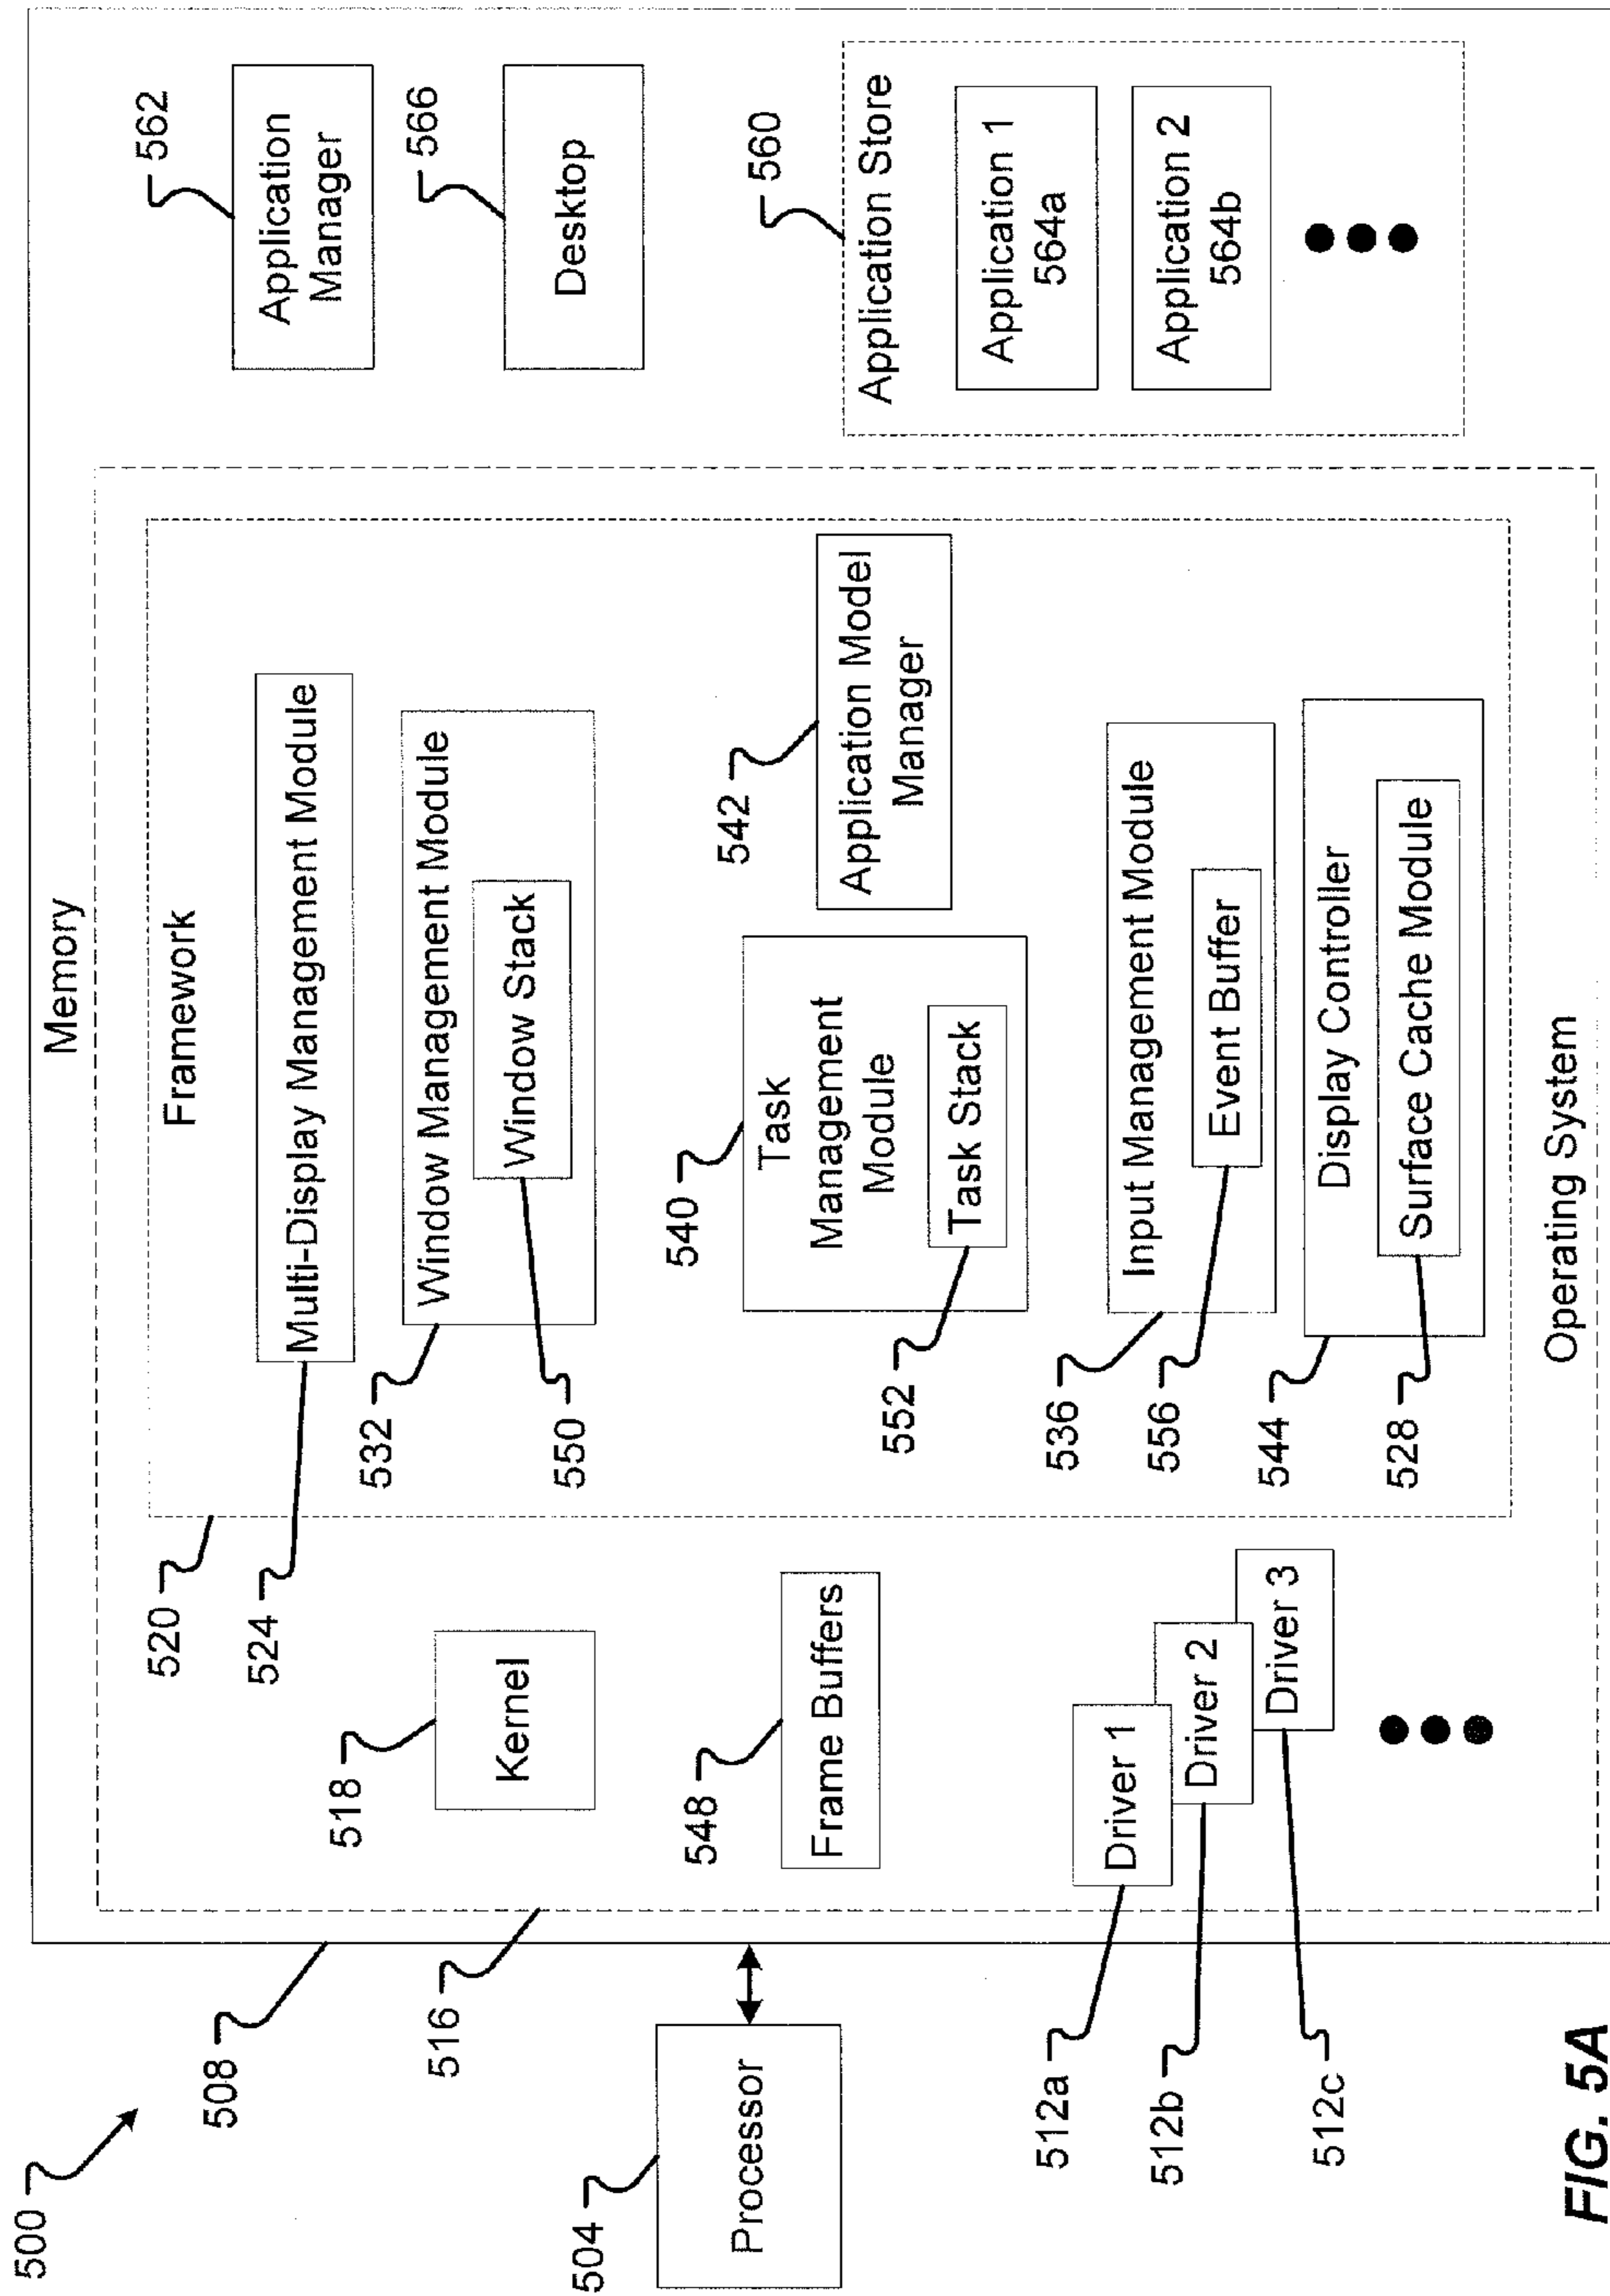 500
508
Memory
516
520
Framework
524
Multi-Display Management Module
532
Window Management Module
550
Window Stack
518
Kernel
548
Frame Buffers
540
Task
Management
Module
552
Task Stack
542
Application Model
Manager
536
Input Management Module
556
Event Buffer
544
Display Controller
528
Surface Cache Module
Operating System
504
Processor
512a
Driver 1
512b
Driver 2
512c
Driver 3
562
Application
Manager
566
Desktop
560
Application Store
Application 1
564a
Application 2
564b
FIG. 5A